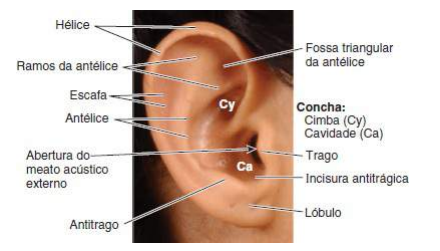 Hélice
Ramos da antélice
Escafa
Antélice
Abertura do
meato acústico
externo
Antitrago
Fossa triangular
da antélice
Cy
Concha:
Cimba (Cy)
Cavidade (Ca)
Ca
Trago
Incisura antitrágica
Lóbulo